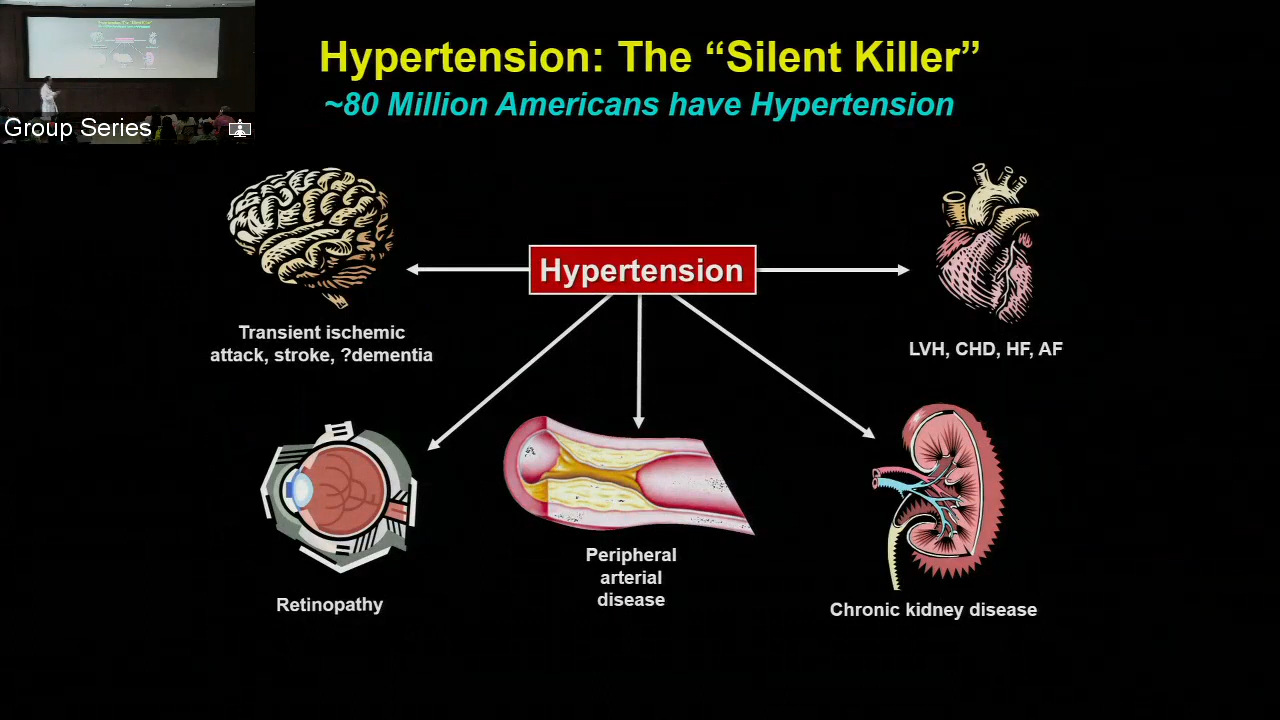 Hypertension: The “Silent Killer”
~80 Million Americans have Hypertension
Group Series
Hypertension
Transient ischemic
attack, stroke, ?dementia
LVH, CHD, HF, AF
Retinopathy
Peripheral
arterial
disease
Chronic kidney disease